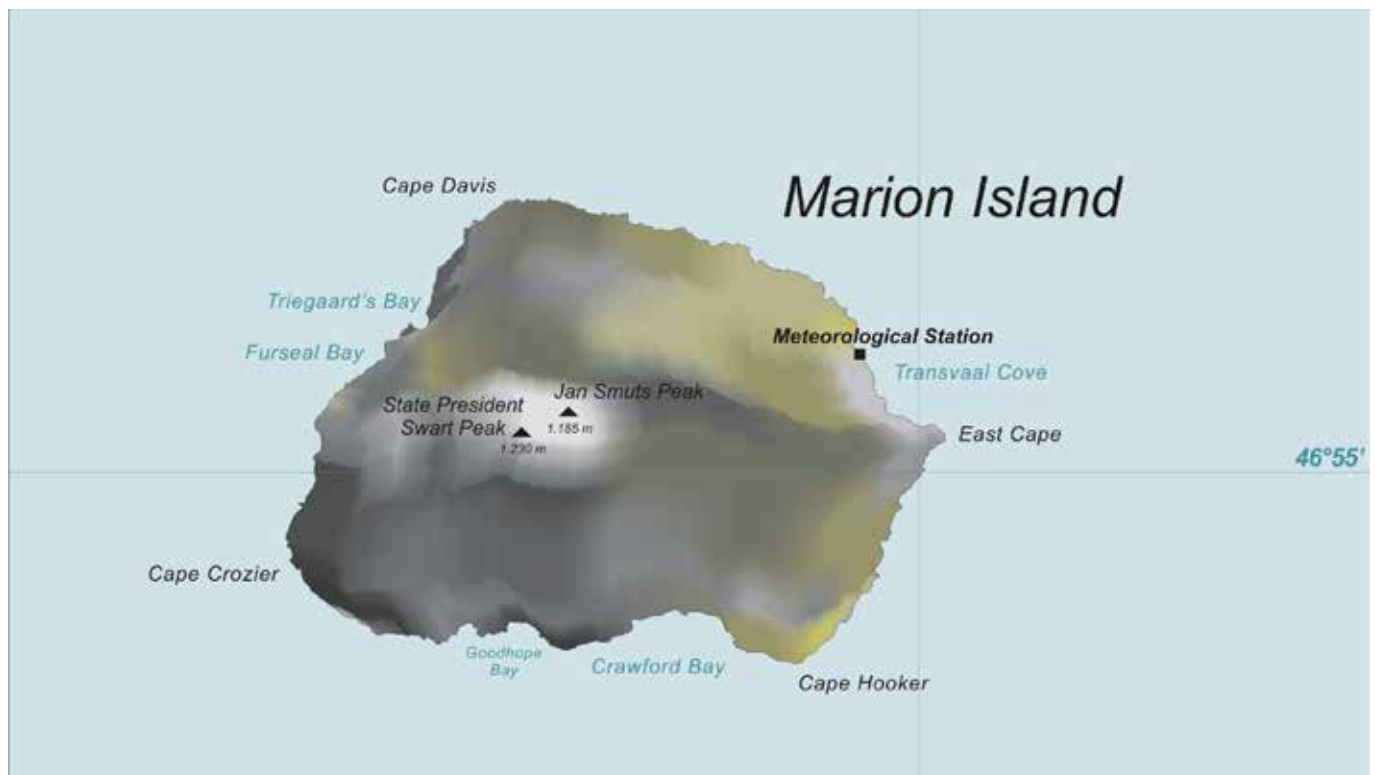 Marion Island
Cape Davis
Triegaard's Bay
Furseal Bay
Meteorological Station
Transvaal Cove
Jan Smuts Peak
1.185 m
State President
Swart Peak
1.230 m
East Cape
46°55'
Cape Crozier
Goodhope
Bay
Crawford Bay
Cape Hooker